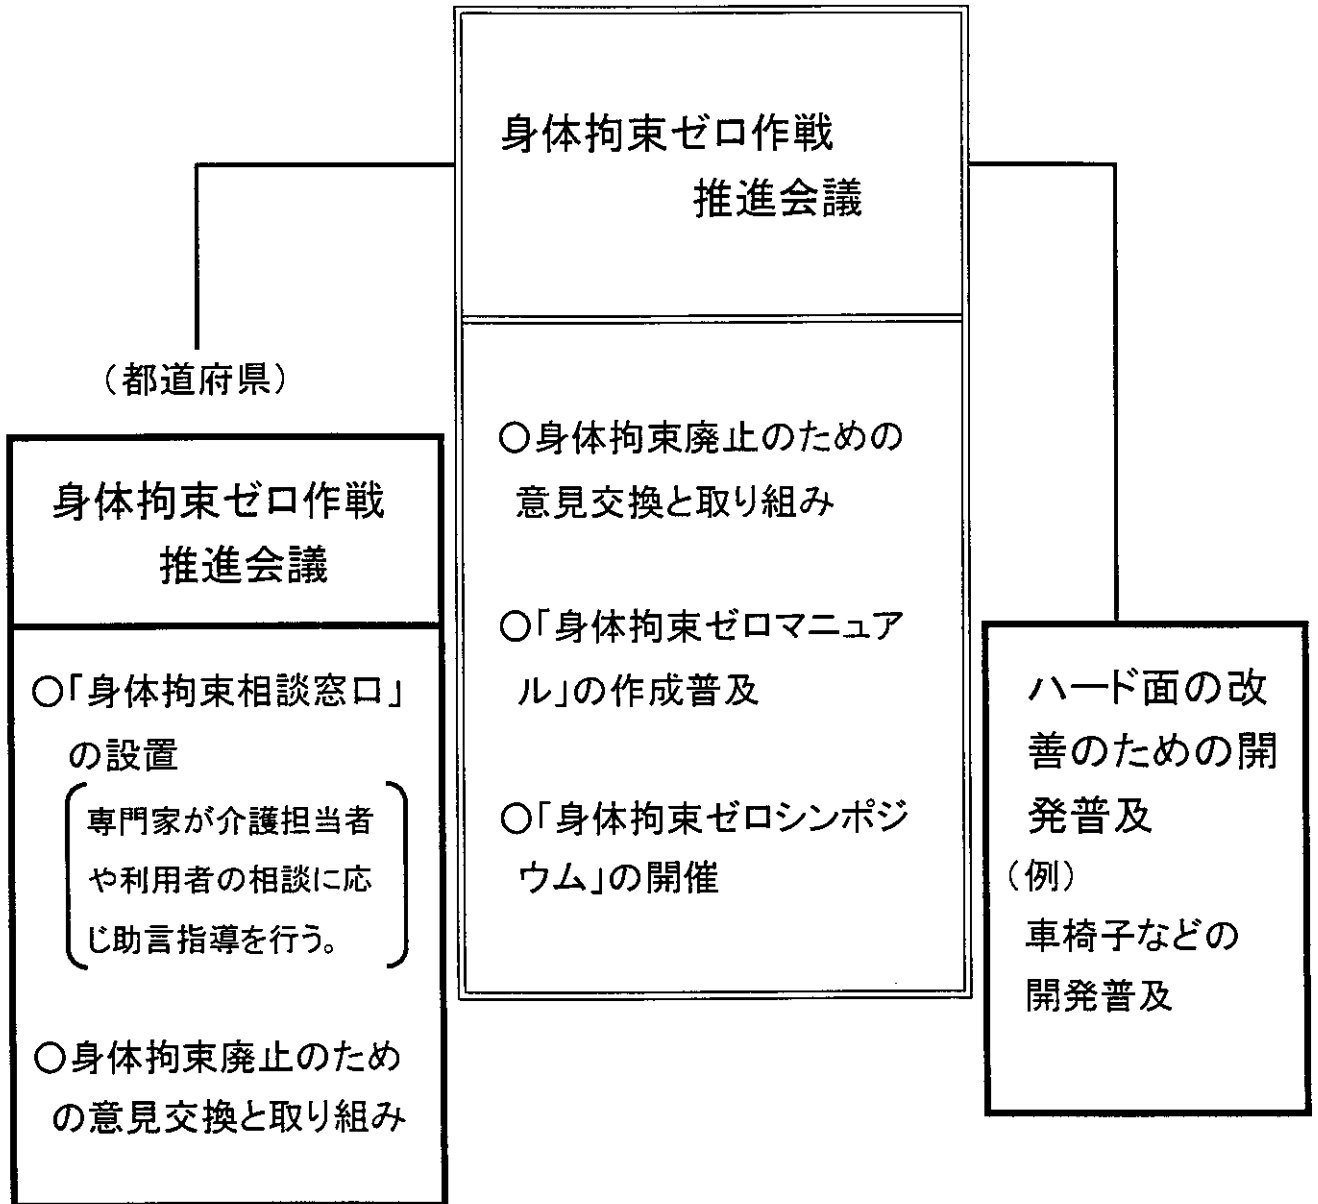 身体拘束ゼロ作戦
推進会議
○身体拘束廃止のための
意見交換と取り組み
○「身体拘束ゼロマニュア
ル」の作成普及
○「身体拘束ゼロシンポジ
ウム」の開催
（都道府県）
身体拘束ゼロ作戦
推進会議
○「身体拘束相談窓口」
の設置
専門家が介護担当者
や利用者の相談に応
じ助言指導を行う。
○身体拘束廃止のため
の意見交換と取り組み
ハード面の改
善のための開
発普及
（例）
車椅子などの
開発普及